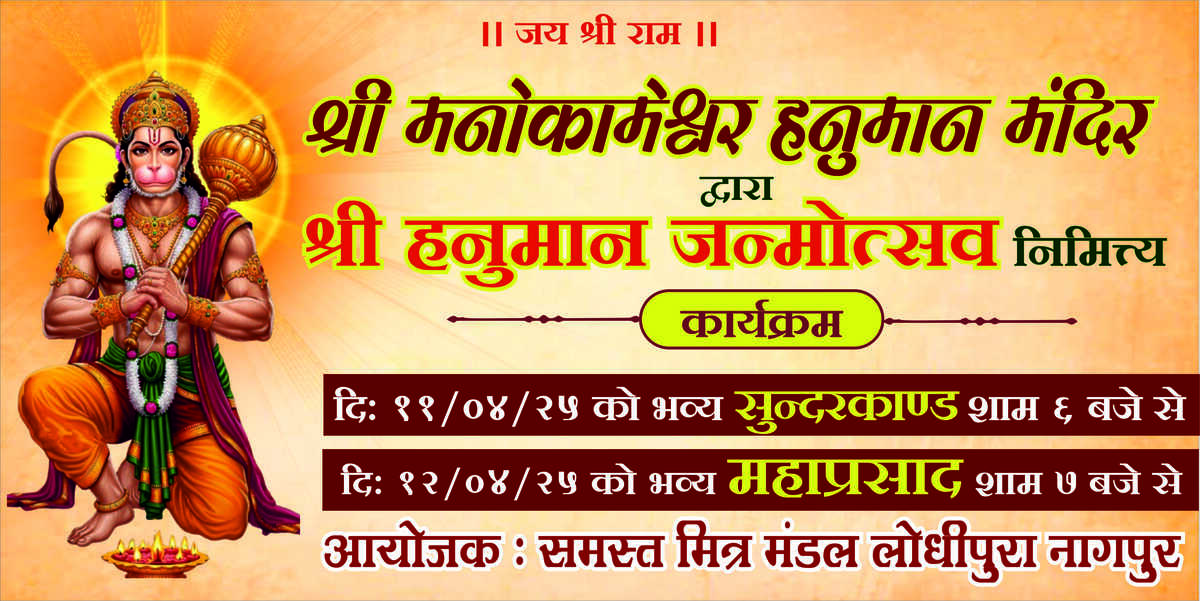 || जय श्री राम ||
श्री मनोकामेश्वर हनुमान मंदिर
द्वारा
श्री हनुमान जन्मोत्सव निमित्त्य
कार्यक्रम
दि: ११/०४/२५ को भव्य सुन्दरकाण्ड शाम ६ बजे से
दि: १२/०४/२५ को भव्य महाप्रसाद शाम ७ बजे से
आयोजक : समस्त मित्र मंडल लोधीपुरा नागपुर